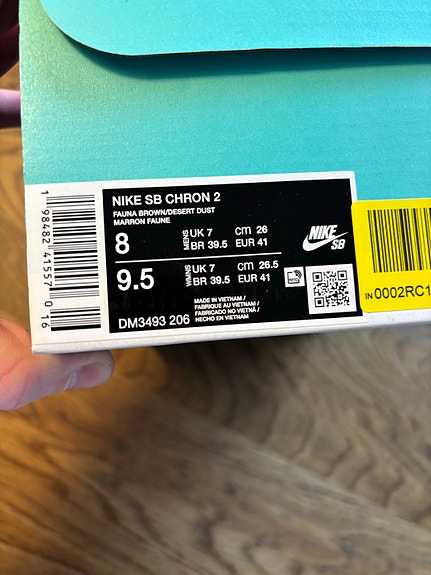 NIKE SB CHRON 2
FAUNA BROWN/DESERT DUST
MARRON FAUNE
8 MENS UK 7 cm 26
BR 39.5 EUR 41
9.5 WMNS UK 7 cm 26.5
BR 39.5 EUR 41
MADE IN VIETNAM /
FABRIQUE AU VIETNAM /
FABRICADO NO VIETNÃ /
HECHO EN VIETNAM
DM3493 206
NIKE SB
1 98482 41557 0 16
IN 0002RC1